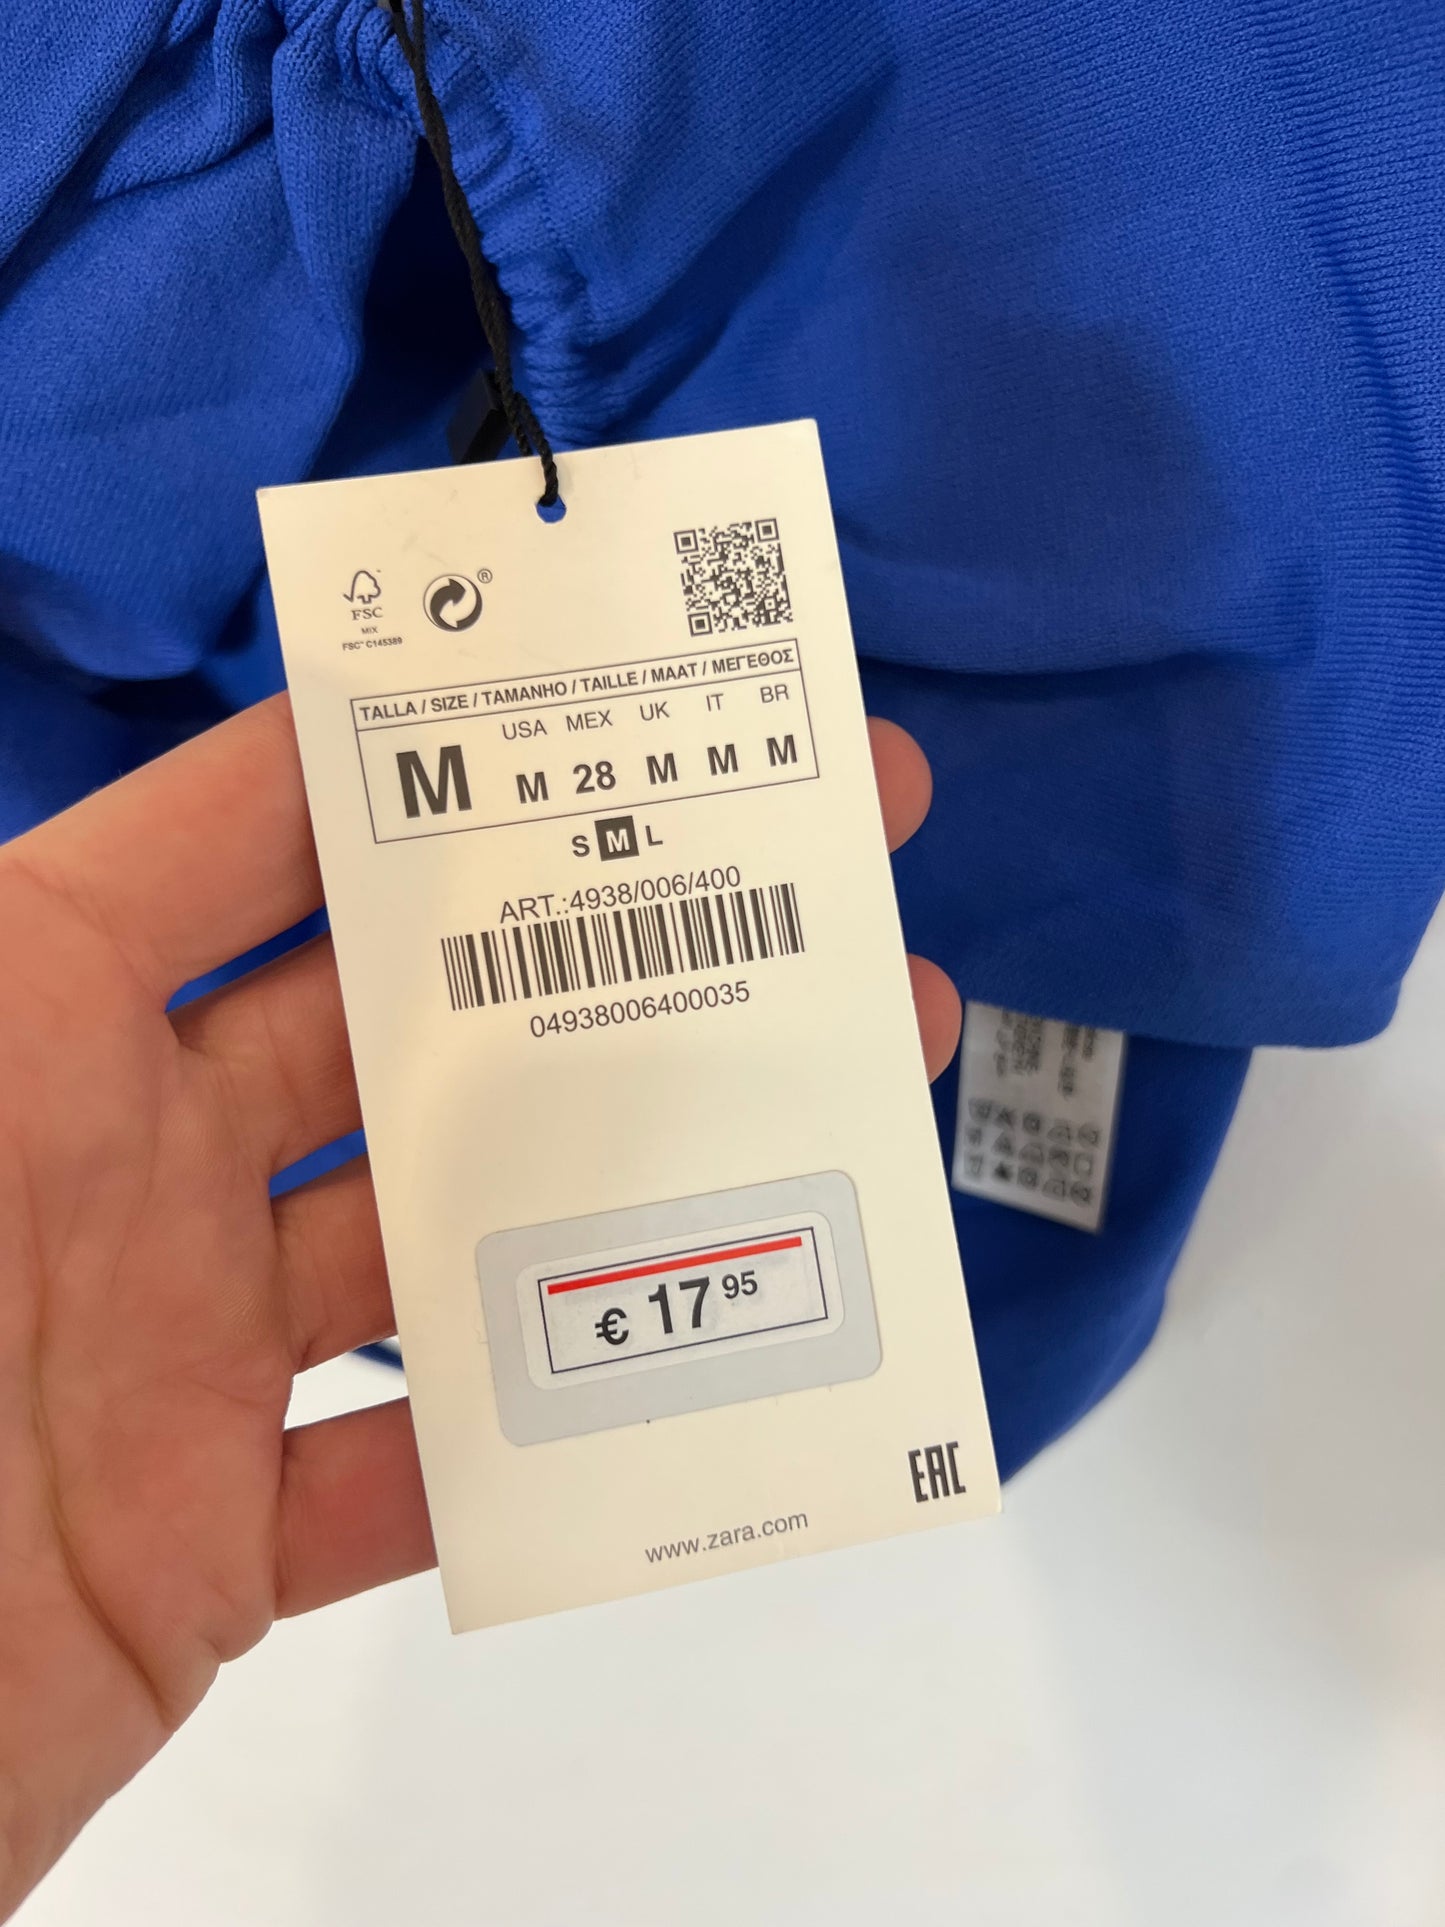 FSC
MIX
FSC™ C145389
®
TALLA / SIZE / TAMANHO / TAILLE / MAAT / ΜΕΓΕΘΟΣ
USA MEX UK IT BR
M M 28 M M M
S M L
ART.:4938/006/400
04938006400035
€ 17 95
EAC
www.zara.com